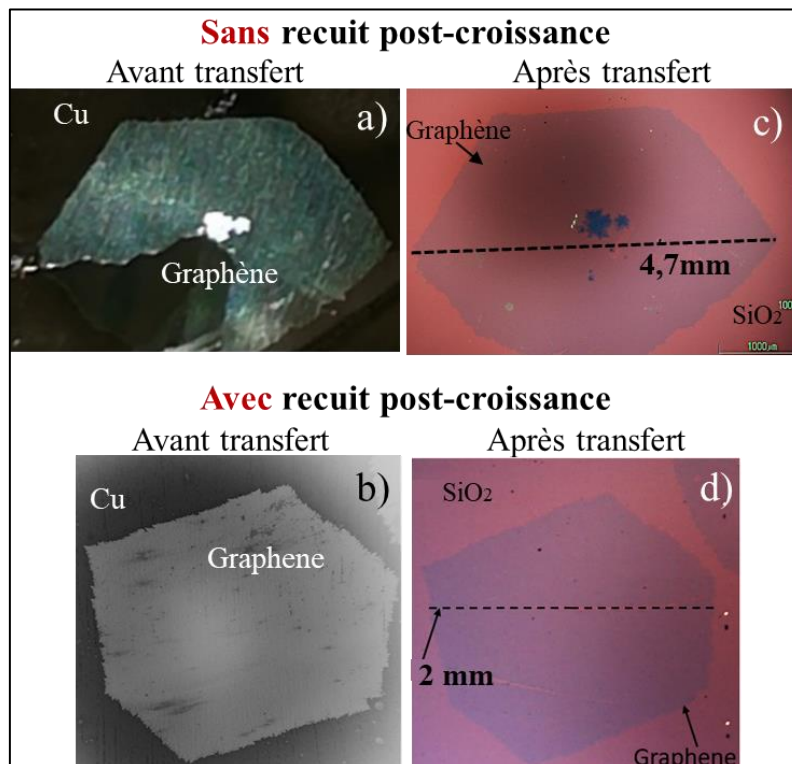 Sans recuit post-croissance
Avant transfert
Après transfert
Cu
a)
Graphène
Graphène
c)
4,7mm
SiO₂
100
1000µm
Avec recuit post-croissance
Avant transfert
Après transfert
Cu
b)
Graphene
SiO₂
d)
2 mm
Graphene